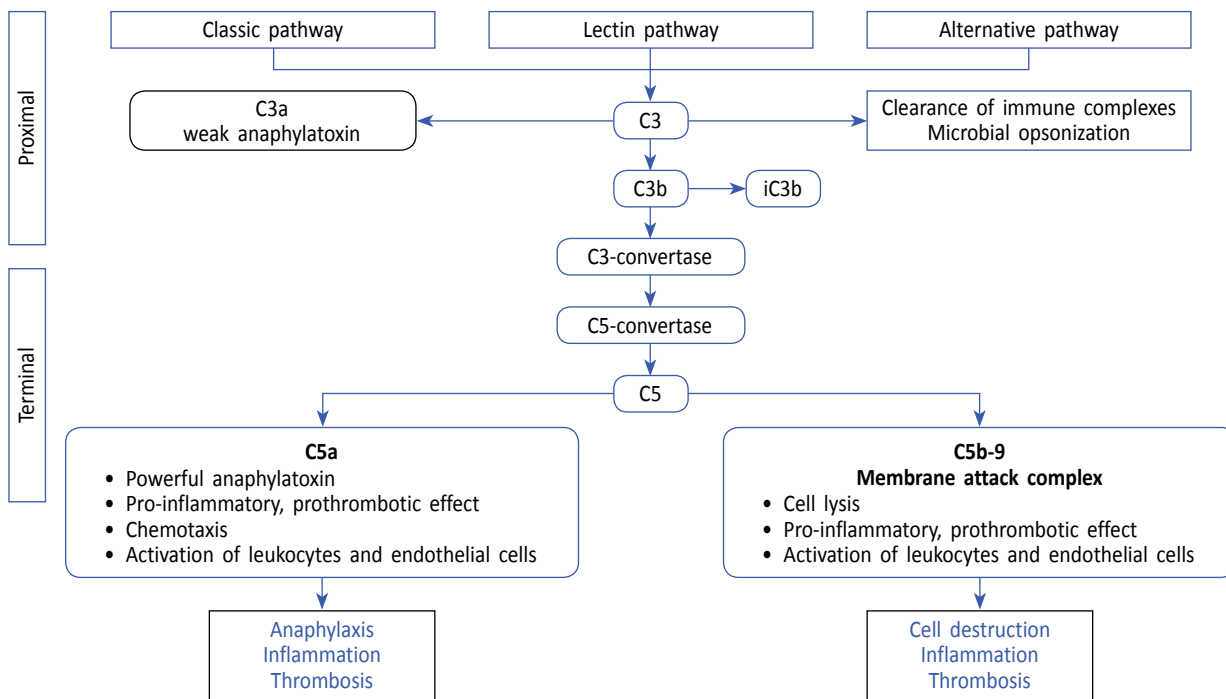 Proximal
Classic pathway
Lectin pathway
Alternative pathway
C3a
weak anaphylatoxin
C3
Clearance of immune complexes
Microbial opsonization
C3b
iC3b
C3-convertase
Terminal
C5-convertase
C5
C5a
• Powerful anaphylatoxin
• Pro-inflammatory, prothrombotic effect
• Chemotaxis
• Activation of leukocytes and endothelial cells
C5b-9
Membrane attack complex
• Cell lysis
• Pro-inflammatory, prothrombotic effect
• Activation of leukocytes and endothelial cells
Anaphylaxis
Inflammation
Thrombosis
Cell destruction
Inflammation
Thrombosis